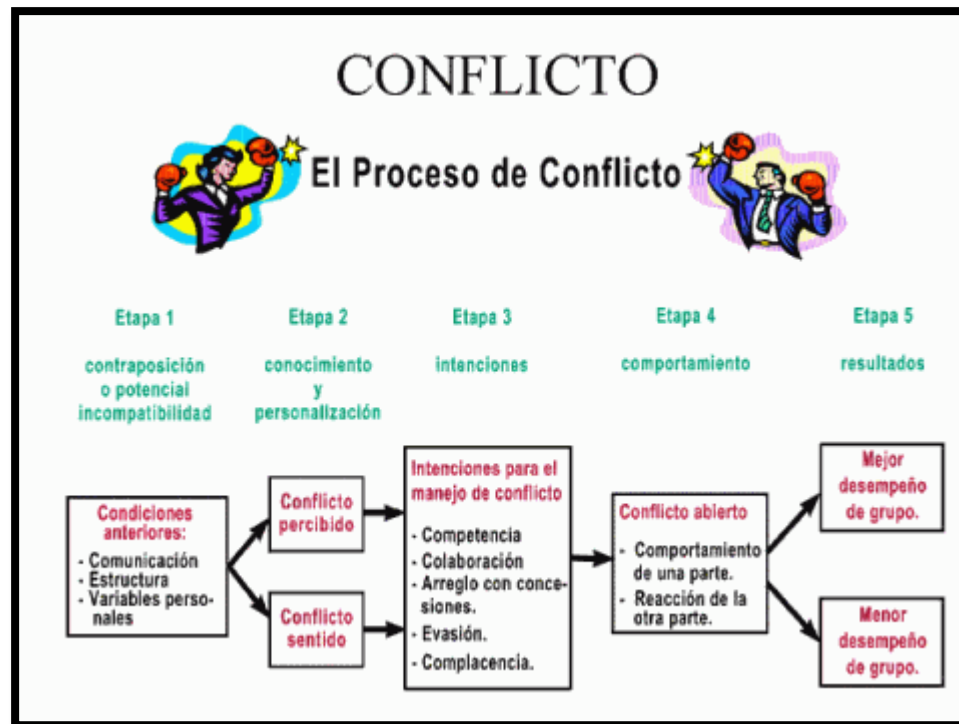 CONFLICTO
El Proceso de Conflicto
Etapa 1
contraposición
o potencial
incompatibilidad
Etapa 2
conocimiento
y
personalización
Etapa 3
intenciones
Etapa 4
comportamiento
Etapa 5
resultados
Condiciones
anteriores:
- Comunicación
- Estructura
- Variables perso-
nales
Conflicto
percibido
Conflicto
sentido
Intenciones para el
manejo de conflicto
- Competencia
- Colaboración
- Arreglo con conce-
siones.
- Evasión.
- Complacencia.
Conflicto abierto
- Comportamiento
de una parte.
- Reacción de la
otra parte.
Mejor
desempeño
de grupo.
Menor
desempeño
de grupo.